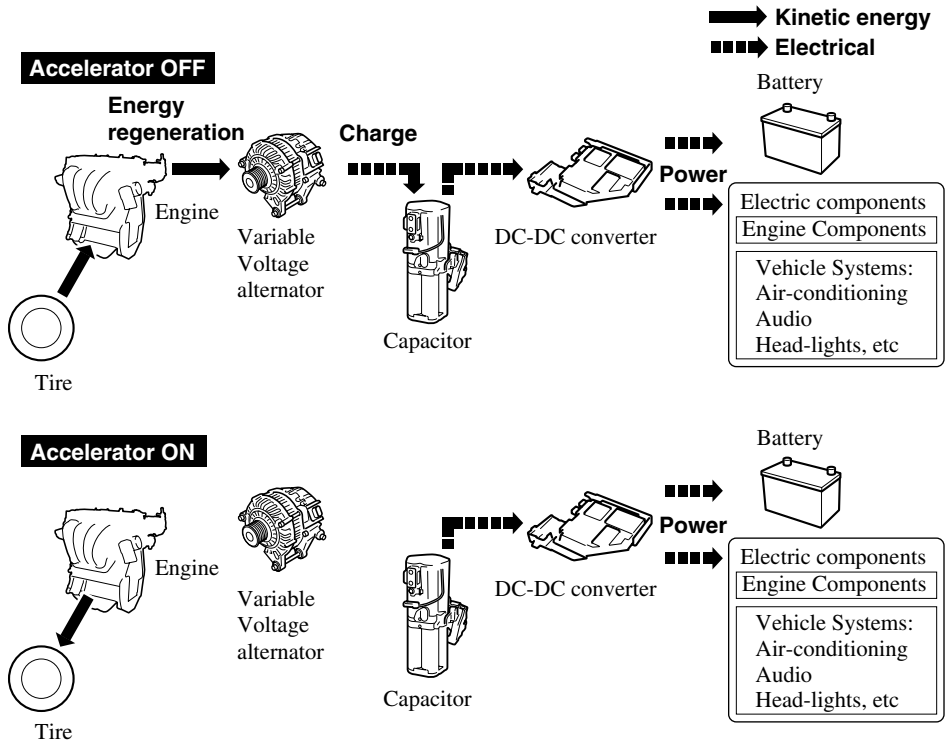 Kinetic energy
Electrical
Accelerator OFF
Energy
regeneration
Charge
Battery
Power
Engine
Variable
Voltage
alternator
DC-DC converter
Capacitor
Tire
Electric components
Engine Components
Vehicle Systems:
Air-conditioning
Audio
Head-lights, etc
Accelerator ON
Battery
Power
Engine
Variable
Voltage
alternator
DC-DC converter
Capacitor
Tire
Electric components
Engine Components
Vehicle Systems:
Air-conditioning
Audio
Head-lights, etc